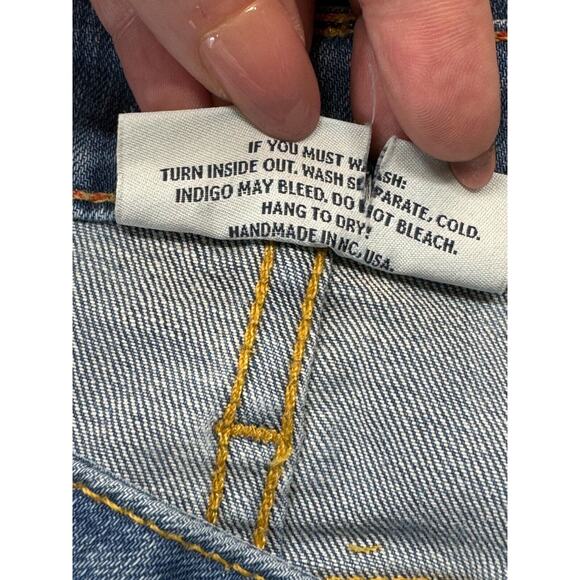 IF YOU MUST WASH:
TURN INSIDE OUT. WASH SEPARATE, COLD.
INDIGO MAY BLEED. DO NOT BLEACH.
HANG TO DRY!
HANDMADE IN NC, USA.